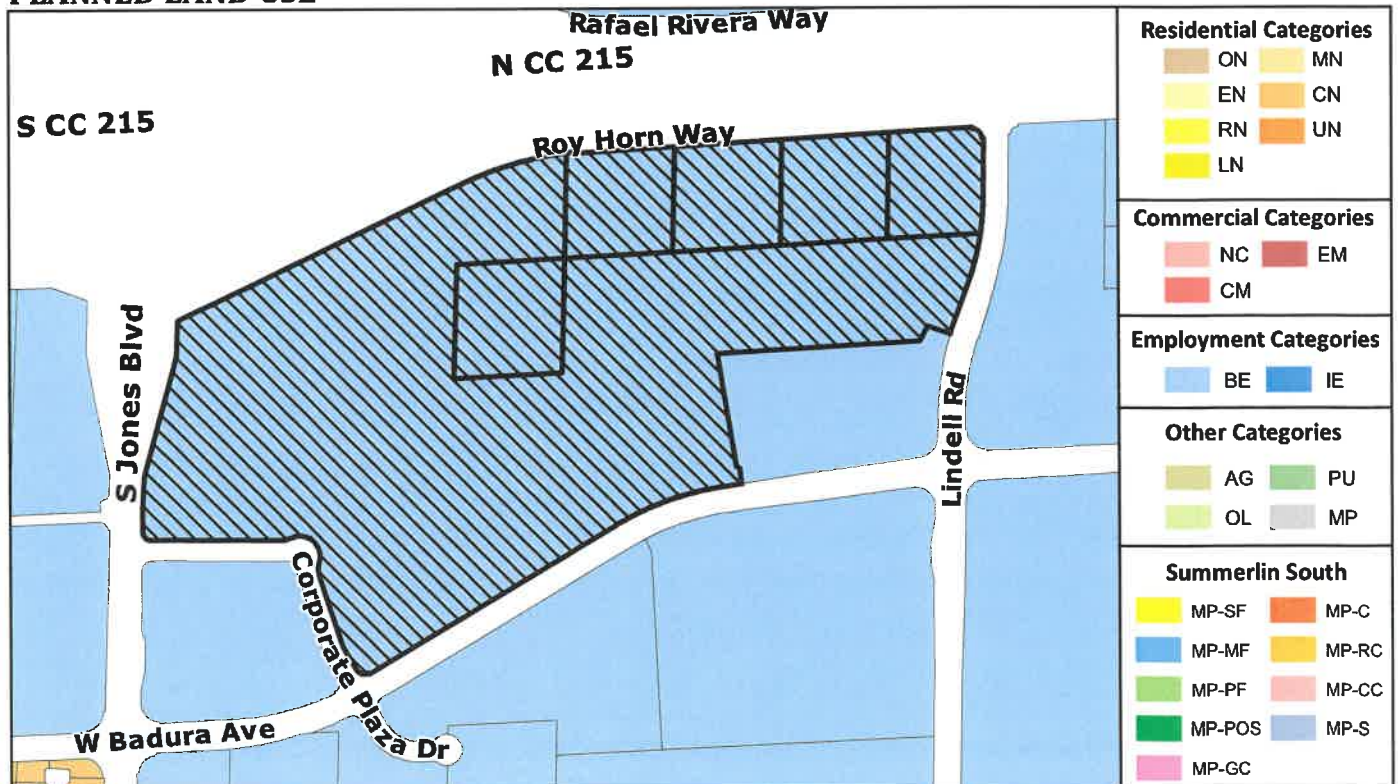 PLANNED LAND USE
Rafael Rivera Way
N CC 215
S CC 215
Roy Horn Way
S Jones Blvd
Lindell Rd
Corporate Plaza Dr
W Badura Ave
Residential Categories
ON MN
EN CN
RN UN
LN
Commercial Categories
NC EM
CM
Employment Categories
BE IE
Other Categories
AG PU
OL MP
Summerlin South
MP-SF MP-C
MP-MF MP-RC
MP-PF MP-CC
MP-POS MP-S
MP-GC